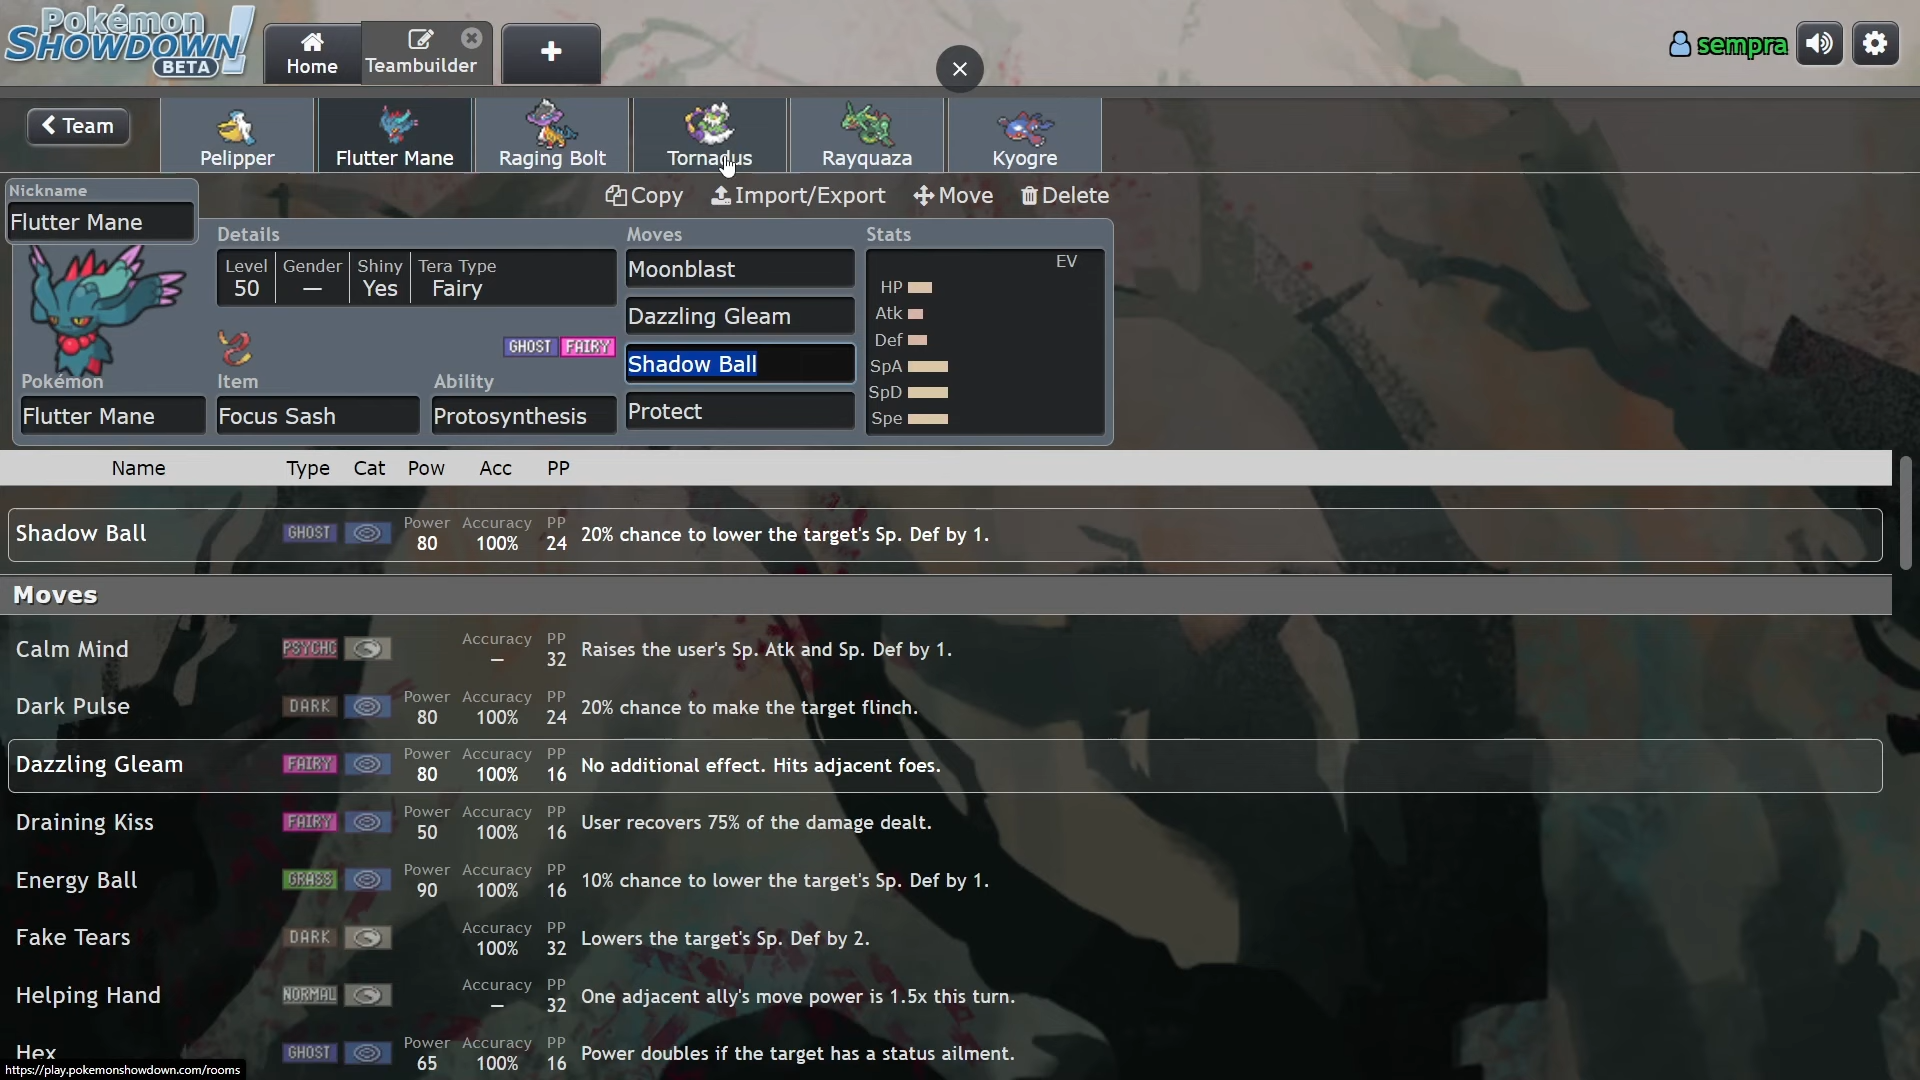 Pokémon
SHOWDOWN!
BETA
Home
Teambuilder
sempra
Team
Pelipper
Flutter Mane
Raging Bolt
Tornadus
Rayquaza
Kyogre
Copy
Import/Export
Move
Delete
Nickname
Flutter Mane
Details
Level
50
Gender
—
Shiny
Yes
Tera Type
Fairy
GHOST
FAIRY
Pokémon
Flutter Mane
Item
Focus Sash
Ability
Protosynthesis
Moves
Moonblast
Dazzling Gleam
Shadow Ball
Protect
Stats
EV
HP
Atk
Def
SpA
SpD
Spe
Name Type Cat Pow Acc PP
Shadow Ball GHOST Power 80 Accuracy 100% PP 24 20% chance to lower the target's Sp. Def by 1.
Moves
Calm Mind PSYCHC Accuracy — PP 32 Raises the user's Sp. Atk and Sp. Def by 1.
Dark Pulse DARK Power 80 Accuracy 100% PP 24 20% chance to make the target flinch.
Dazzling Gleam FAIRY Power 80 Accuracy 100% PP 16 No additional effect. Hits adjacent foes.
Draining Kiss FAIRY Power 50 Accuracy 100% PP 16 User recovers 75% of the damage dealt.
Energy Ball GRASS Power 90 Accuracy 100% PP 16 10% chance to lower the target's Sp. Def by 1.
Fake Tears DARK Accuracy 100% PP 32 Lowers the target's Sp. Def by 2.
Helping Hand NORMAL Accuracy — PP 32 One adjacent ally's move power is 1.5x this turn.
Hex GHOST Power 65 Accuracy 100% PP 16 Power doubles if the target has a status ailment.
https://play.pokemonshowdown.com/rooms